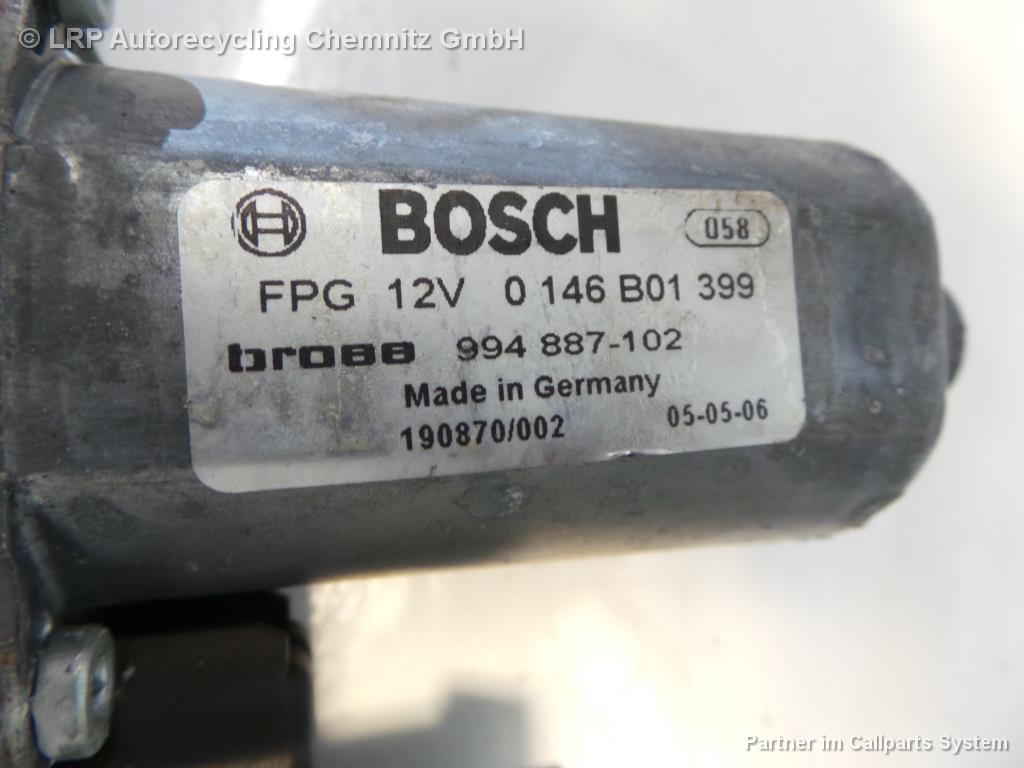 © LRP Autorecycling Chemnitz GmbH
BOSCH 058
FPG 12V 0 146 B01 399
brose 994 887-102
Made in Germany
190870/002 05-05-06
Partner im Callparts System